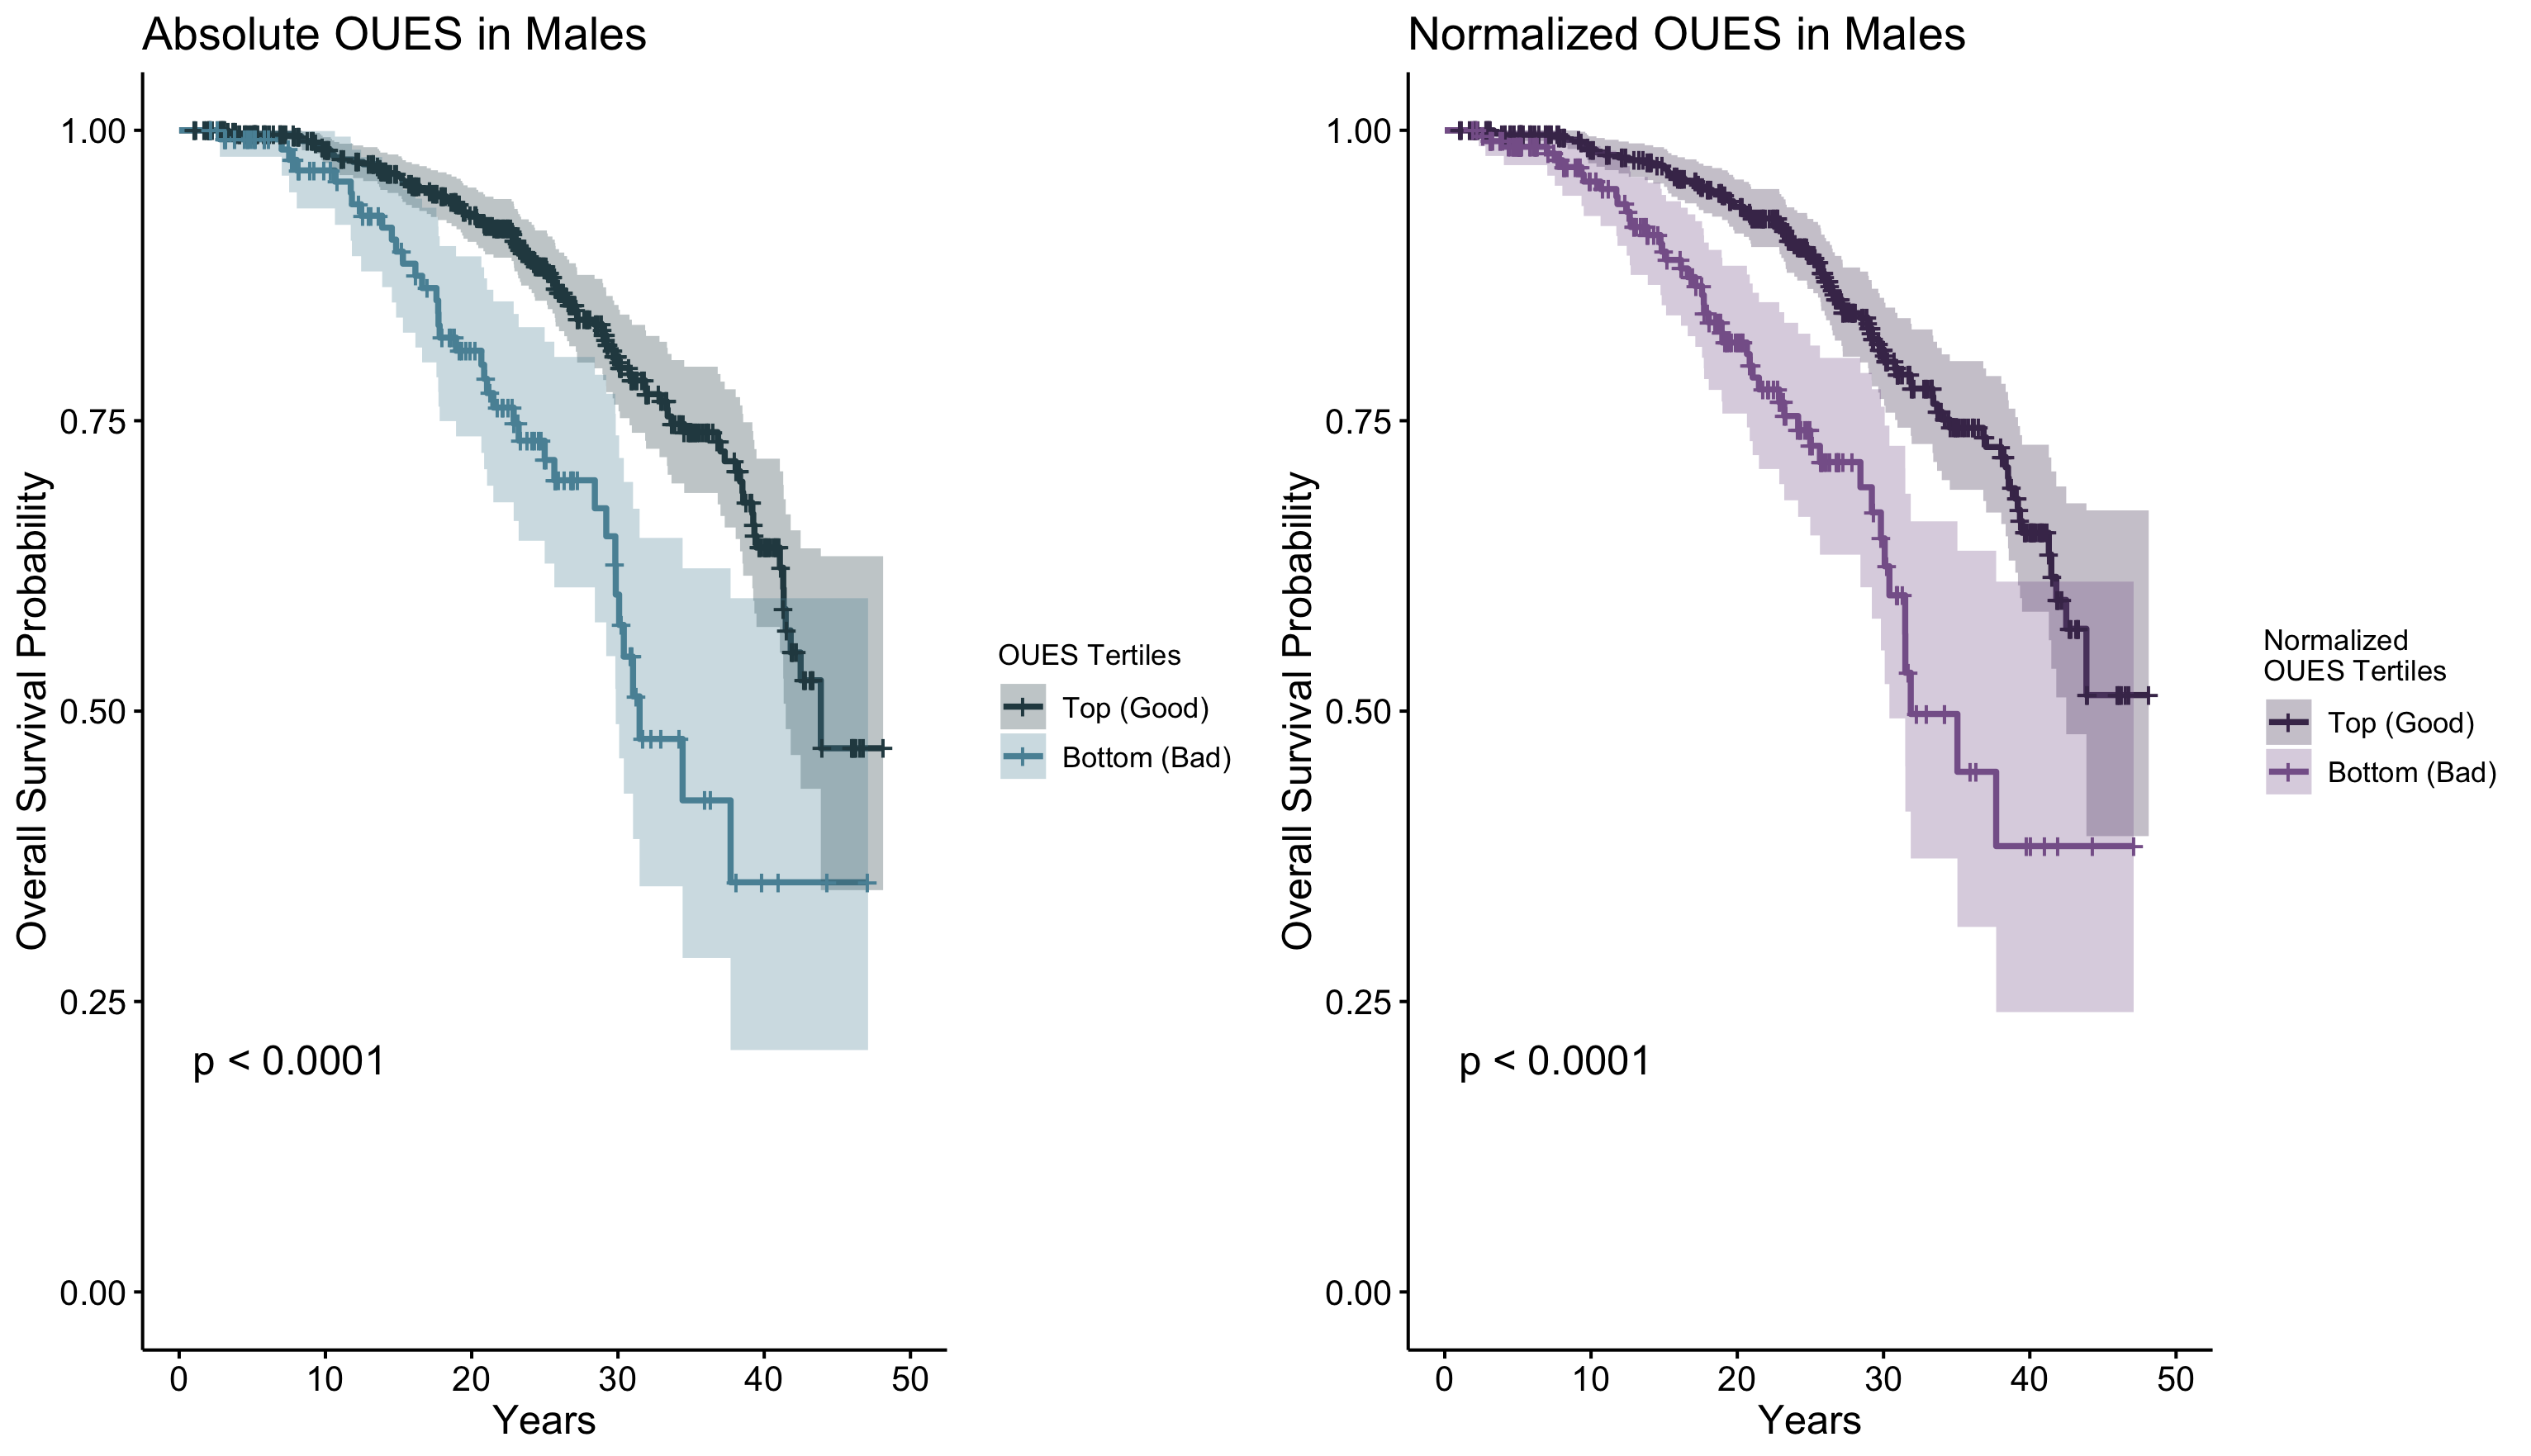 Absolute OUES in Males
Overall Survival Probability
1.00
0.75
0.50
0.25
0.00
p < 0.0001
0 10 20 30 40 50
Years
OUES Tertiles
Top (Good)
Bottom (Bad)
Normalized OUES in Males
Overall Survival Probability
1.00
0.75
0.50
0.25
0.00
p < 0.0001
0 10 20 30 40 50
Years
Normalized
OUES Tertiles
Top (Good)
Bottom (Bad)